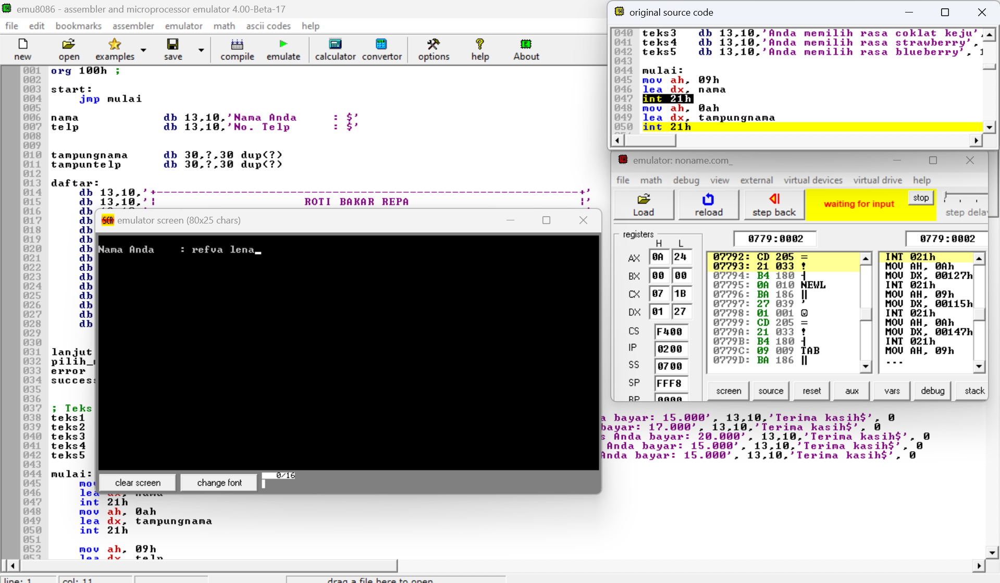 emu8086 - assembler and microprocessor emulator 4.00-Beta-17
file edit bookmarks assembler emulator math ascii codes help
new open examples save compile emulate calculator convertor options help About
001 org 100h ;
002
003 start:
004 jmp mulai
005
006 nama db 13,10,'Nama Anda : $'
007 telp db 13,10,'No. Telp : $'
008
009
010 tampungnama db 30,?,30 dup(?)
011 tampuntelp db 30,?,30 dup(?)
012
013 daftar:
014 db 13,10,'+------------------------------------------------------------+'
015 db 13,10,'| ROTI BAKAR REPA |'
016 db
017 db
018 db
019 db
020 db
021 db
022 db
023 db
024 db
025 db
026 db
027 db
028 db
029
030
031 lanjut
032 pilih_
033 error
034 success
035
036
037 ; Teks
038 teks1 a bayar: 15.000', 13,10,'Terima kasih$', 0
039 teks2 bayar: 17.000', 13,10,'Terima kasih$', 0
040 teks3 s Anda bayar: 20.000', 13,10,'Terima kasih$', 0
041 teks4 Anda bayar: 15.000', 13,10,'Terima kasih$', 0
042 teks5 Anda bayar: 15.000', 13,10,'Terima kasih$', 0
043
044 mulai:
045 mov
046 lea dx, nama
047 int 21h
048 mov ah, 0ah
049 lea dx, tampungnama
050 int 21h
051
052 mov ah, 09h
053 lea dx, telp
line: 1 col: 11 drag a file here to open
emulator screen (80x25 chars)
Nama Anda : refva lena_
clear screen change font 0/16
original source code
040 teks3 db 13,10,'Anda memilih rasa coklat keju',
041 teks4 db 13,10,'Anda memilih rasa strawberry',
042 teks5 db 13,10,'Anda memilih rasa blueberry', 1
043
044 mulai:
045 mov ah, 09h
046 lea dx, nama
047 int 21h
048 mov ah, 0ah
049 lea dx, tampungnama
050 int 21h
emulator: noname.com_
file math debug view external virtual devices virtual drive help
Load reload step back waiting for input stop step delay
registers H L
AX 0A 24
BX 00 00
CX 07 1B
DX 01 27
CS F400
IP 0200
SS 0700
SP FFF8
BP 0000
0779:0002 0779:0002
07792: CD 205 =
07793: 21 033 !
07794: B4 180 ┤
07795: 0A 010 NEWL
07796: BA 186 ║
07797: 27 039 '
07798: 01 001 ☺
07799: CD 205 =
0779A: 21 033 !
0779B: B4 180 ┤
0779C: 09 009 TAB
0779D: BA 186 ║
INT 021h
MOV AH, 0Ah
MOV DX, 00127h
INT 021h
MOV AH, 09h
MOV DX, 00115h
INT 021h
MOV AH, 0Ah
MOV DX, 00147h
INT 021h
MOV AH, 09h
...
screen source reset aux vars debug stack